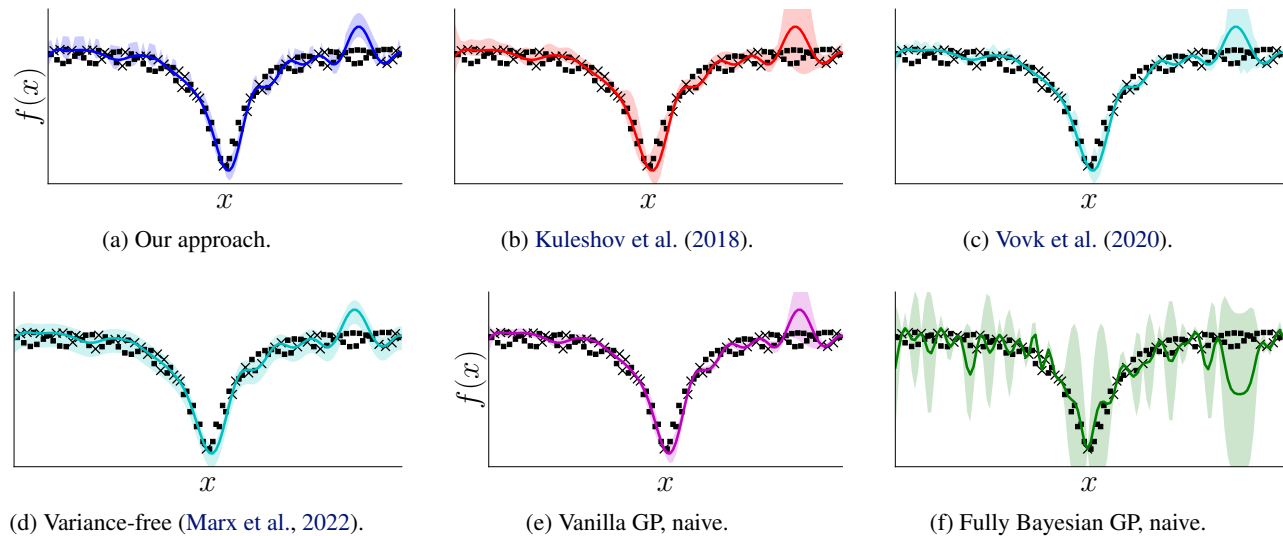 f(x)
x
x
x
(a) Our approach.
(b) Kuleshov et al. (2018).
(c) Vovk et al. (2020).
f(x)
x
x
x
(d) Variance-free (Marx et al., 2022).
(e) Vanilla GP, naive.
(f) Fully Bayesian GP, naive.